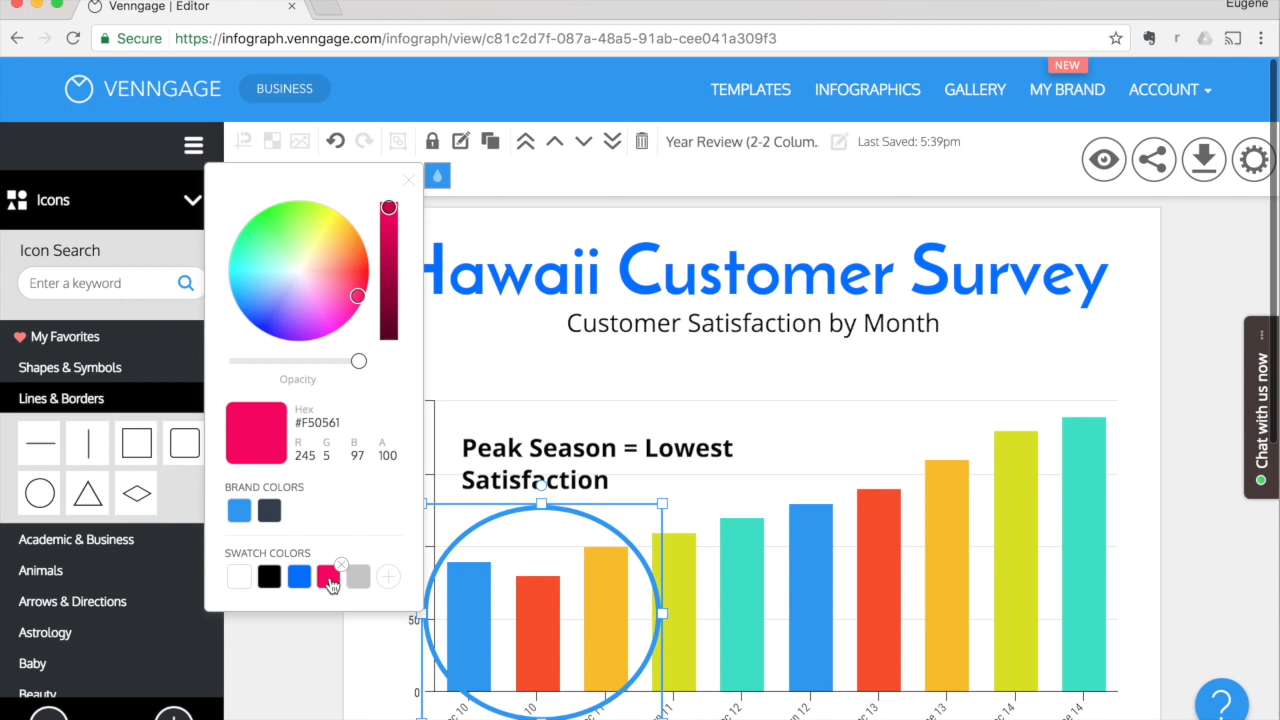 Venngage | Editor
Eugene
Secure
https://infograph.venngage.com/infograph/view/c81c2d7f-087a-48a5-91ab-cee041a309f3
VENNGAGE
BUSINESS
TEMPLATES
INFOGRAPHICS
GALLERY
NEW
MY BRAND
ACCOUNT
Year Review (2-2 Colum..
Last Saved: 5:39pm
Icons
Icon Search
Enter a keyword
My Favorites
Shapes & Symbols
Lines & Borders
Academic & Business
Animals
Arrows & Directions
Astrology
Baby
Beauty
Opacity
Hex
#F50561
R G B A
245 5 97 100
BRAND COLORS
SWATCH COLORS
Hawaii Customer Survey
Customer Satisfaction by Month
Peak Season = Lowest
Satisfaction
50
0
Chat with us now
?